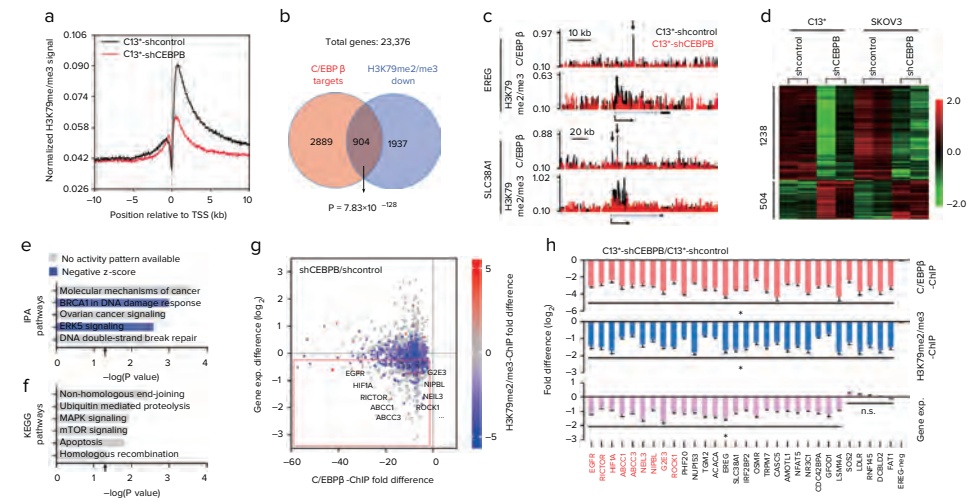 a
Normalized H3K79me/me3 signal
0.106
0.090
0.074
0.058
0.042
0.026
C13*-shcontrol
C13*-shCEBPB
−10
−5
0
5
10
Position relative to TSS (kb)
b
Total genes: 23,376
C/EBP β
targets
H3K79me2/me3
down
2889
904
1937
P = 7.83×10 −128
c
C13*-shcontrol
C13*-shCEBPB
EREG
C/EBP β
0.97
10 kb
0.10
H3K79
me2/me3
0.63
0.10
SLC38A1
C/EBP β
0.88
20 kb
0.10
H3K79
me2/me3
1.02
0.10
d
C13*
SKOV3
shcontrol
shCEBPB
shcontrol
shCEBPB
1238
504
2.0
0
−2.0
e
No activity pattern available
Negative z-score
IPA
pathways
Molecular mechanisms of cancer
BRCA1 in DNA damage response
Ovarian cancer signaling
ERK5 signaling
DNA double-strand break repair
0
1
2
3
4
−log(P value)
f
KEGG
pathways
Non-homologous end-joining
Ubiquitin mediated proteolysis
MAPK signaling
mTOR signaling
Apoptosis
Homologous recombination
0
1
2
3
4
−log(P value)
g
shCEBPB/shcontrol
Gene exp. difference (log2)
3
2
1
0
−1
−2
−3
EGPR
HIF1A
RICTOR
ABCC1
ABCC3
G2E3
NIPBL
NEIL3
ROCK1
...
−60
−40
−20
0
C/EBPβ -ChIP fold difference
5
0
−5
H3K79me2/me3-ChIP fold difference
h
C13*-shCEBPB/C13*-shcontrol
Fold difference (log2)
0
−2
−4
−6
*
C/EBPβ
-ChIP
0
−1
−2
−3
*
H3K79me2/me3
-ChIP
0
−1
−2
−3
*
n.s.
Gene exp.
EGFR
RICTOR
HIF1A
ABCC1
ABCC3
NEIL3
NIPBL
G2E3
ROCK1
PHF20
NUP153
TGM2
ACACA
EREG
SLC38A1
IRF2BP2
OSMR
TRPM7
CASC5
AMOTL1
NFAT5
NR3C1
CDC42BPA
GFOD1
LSM4A
SOS2
LDLR
RNF145
DCBLD2
FAT1
EREG-neg